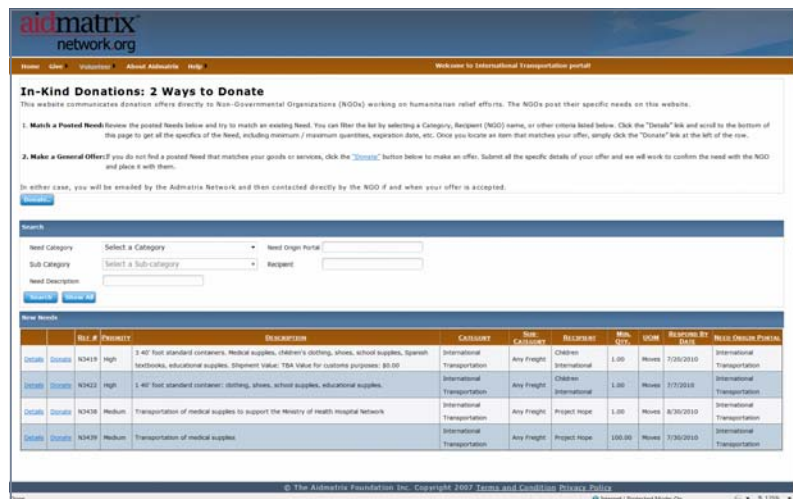 aidmatrix
network.org
Home Give Volunteer About Aidmatrix Help Welcome to International Transportation portal!
In-Kind Donations: 2 Ways to Donate
This website communicates donation offers directly to Non-Governmental Organizations (NGOs) working on humanitarian relief efforts. The NGOs post their specific needs on this website.
1. Match a Posted Need: Review the posted Needs below and try to match an existing Need. You can filter the list by selecting a Category, Recipient (NGO) name, or other criteria listed below. Click the "Details" link and scroll to the bottom of
this page to get all the specifics of the Need, including minimum / maximum quantities, expiration date, etc. Once you locate an item that matches your offer, simply click the "Donate" link at the left of the row.
2. Make a General Offer: If you do not find a posted Need that matches your goods or services, click the "Donate" button below to make an offer. Submit all the specific details of your offer and we will work to confirm the need with the NGO
and place it with them.
In either case, you will be emailed by the Aidmatrix Network and then contacted directly by the NGO if and when your offer is accepted.
Donate..
Search
Need Category Select a Category Need Origin Portal
Sub Category Select a Sub-category Recipient
Need Description
Search Show All
New Needs
Ref # Priority Description Category Sub-Category Recipient Min. Qty. UOM Respond By Date Need Origin Portal
Details Donate N3419 High 3 40' foot standard containers. Medical supplies, children's clothing, shoes, school supplies, Spanish textbooks, educational supplies. Shipment Value: TBA Value for customs purposes: $0.00 International Transportation Any Freight Children International 1.00 Moves 7/20/2010 International Transportation
Details Donate N3422 High 1 40' foot standard container: clothing, shoes, school supplies, educational supplies. International Transportation Any Freight Children International 1.00 Moves 7/7/2010 International Transportation
Details Donate N3438 Medium Transportation of medical supplies to support the Ministry of Health Hospital Network International Transportation Any Freight Project Hope 1.00 Moves 8/30/2010 International Transportation
Details Donate N3439 Medium Transportation of medical supplies International Transportation Any Freight Project Hope 100.00 Moves 7/30/2010 International Transportation
© The Aidmatrix Foundation Inc. Copyright 2007 Terms and Condition Privacy Policy